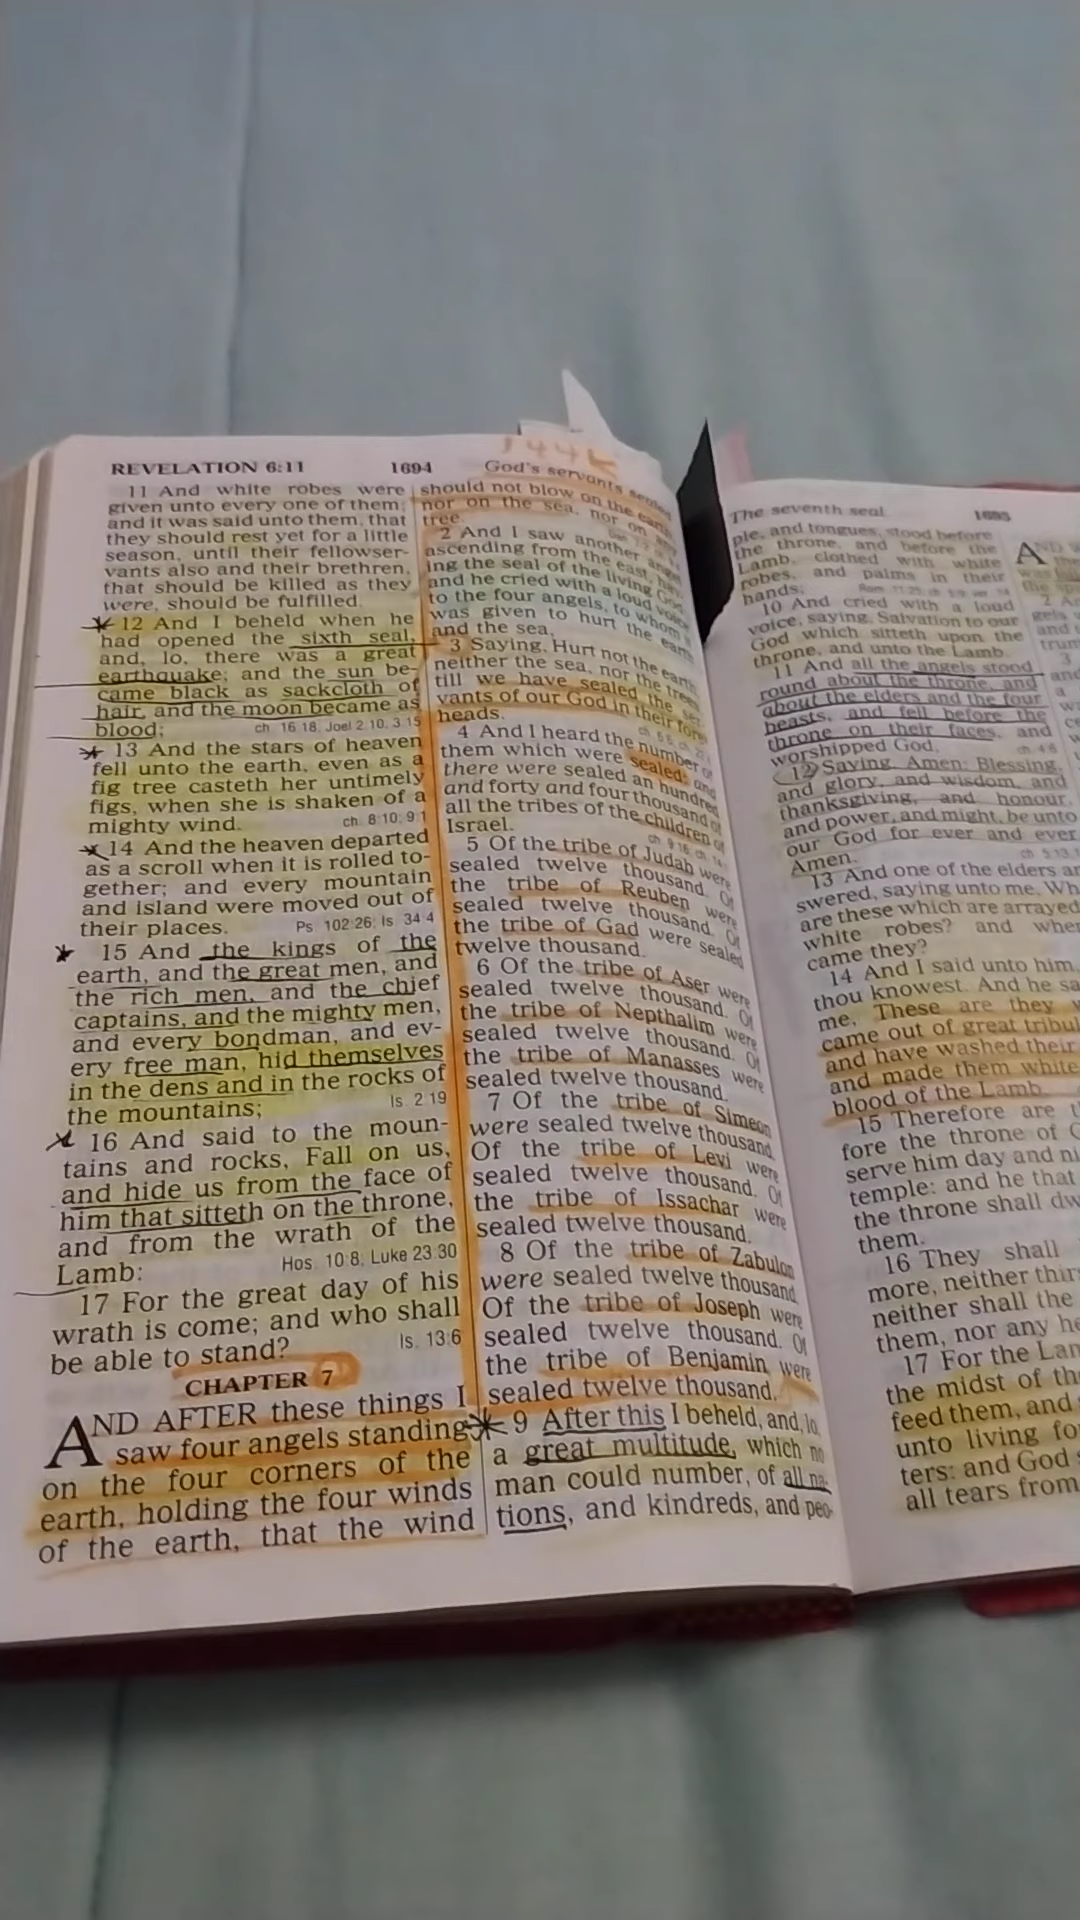 REVELATION 6:11
1694
144K
God's servants sealed
11 And white robes were
given unto every one of them;
and it was said unto them, that
they should rest yet for a little
season, until their fellowser-
vants also and their brethren,
that should be killed as they
were, should be fulfilled.
12 And I beheld when he
had opened the sixth seal,
and, lo, there was a great
earthquake; and the sun be-
came black as sackcloth of
hair, and the moon became as
blood; ch 16 18, Joel 2:10, 3:15
13 And the stars of heaven
fell unto the earth, even as a
fig tree casteth her untimely
figs, when she is shaken of a
mighty wind. ch. 8:10; 9:1
14 And the heaven departed
as a scroll when it is rolled to-
gether; and every mountain
and island were moved out of
their places. Ps 102:26; Is 34 4
15 And the kings of the
earth, and the great men, and
the rich men, and the chief
captains, and the mighty men,
and every bondman, and ev-
ery free man, hid themselves
in the dens and in the rocks of
the mountains; Is. 2:19
16 And said to the moun-
tains and rocks, Fall on us,
and hide us from the face of
him that sitteth on the throne,
and from the wrath of the
Lamb: Hos. 10:8, Luke 23:30
17 For the great day of his
wrath is come; and who shall
be able to stand? Is. 13:6
CHAPTER 7
AND AFTER these things I
saw four angels standing
on the four corners of the
earth, holding the four winds
of the earth, that the wind
should not blow on the earth,
nor on the sea, nor on any
tree.
2 And I saw another angel
ascending from the east, hav-
ing the seal of the living God:
and he cried with a loud voice
to the four angels, to whom it
was given to hurt the earth
and the sea,
3 Saying, Hurt not the earth,
neither the sea, nor the trees,
till we have sealed the ser-
vants of our God in their fore-
heads.
4 And I heard the number of
them which were sealed: and
there were sealed an hundred
and forty and four thousand of
all the tribes of the children of
Israel.
5 Of the tribe of Judah were
sealed twelve thousand. Of
the tribe of Reuben were
sealed twelve thousand. Of
the tribe of Gad were sealed
twelve thousand.
6 Of the tribe of Aser were
sealed twelve thousand. Of
the tribe of Nepthalim were
sealed twelve thousand. Of
the tribe of Manasses were
sealed twelve thousand.
7 Of the tribe of Simeon
were sealed twelve thousand.
Of the tribe of Levi were
sealed twelve thousand. Of
the tribe of Issachar were
sealed twelve thousand.
8 Of the tribe of Zabulon
were sealed twelve thousand.
Of the tribe of Joseph were
sealed twelve thousand. Of
the tribe of Benjamin were
sealed twelve thousand.
9 After this I beheld, and, lo,
a great multitude, which no
man could number, of all na-
tions, and kindreds, and peo-
The seventh seal
1695
ple, and tongues, stood before
the throne, and before the
Lamb, clothed with white
robes, and palms in their
hands;
10 And cried with a loud
voice, saying, Salvation to our
God which sitteth upon the
throne, and unto the Lamb.
11 And all the angels stood
round about the throne, and
about the elders and the four
beasts, and fell before the
throne on their faces, and
worshipped God, ch 4:6
12 Saying, Amen: Blessing,
and glory, and wisdom, and
thanksgiving, and honour,
and power, and might, be unto
our God for ever and ever.
Amen.
13 And one of the elders an
swered, saying unto me, Wh
are these which are arrayed
white robes? and when
came they?
14 And I said unto him,
thou knowest. And he sa
me, These are they
came out of great tribul
and have washed their
and made them white
blood of the Lamb.
15 Therefore are t
fore the throne of G
serve him day and ni
temple: and he that
the throne shall dw
them.
16 They shall
more, neither thir
neither shall the
them, nor any he
17 For the Lam
the midst of th
feed them, and
unto living fo
ters: and God
all tears from